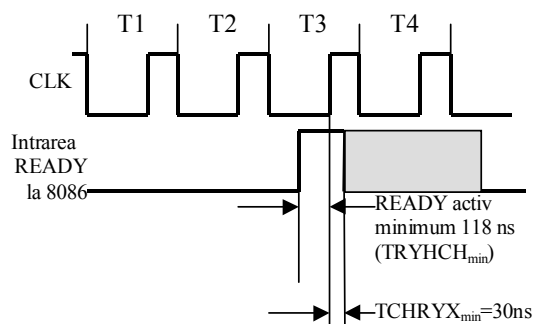 T1 T2 T3 T4
CLK
Intrarea
READY
la 8086
READY activ
minimum 118 ns
(TRYHCHmin)
TCHRYXmin=30ns